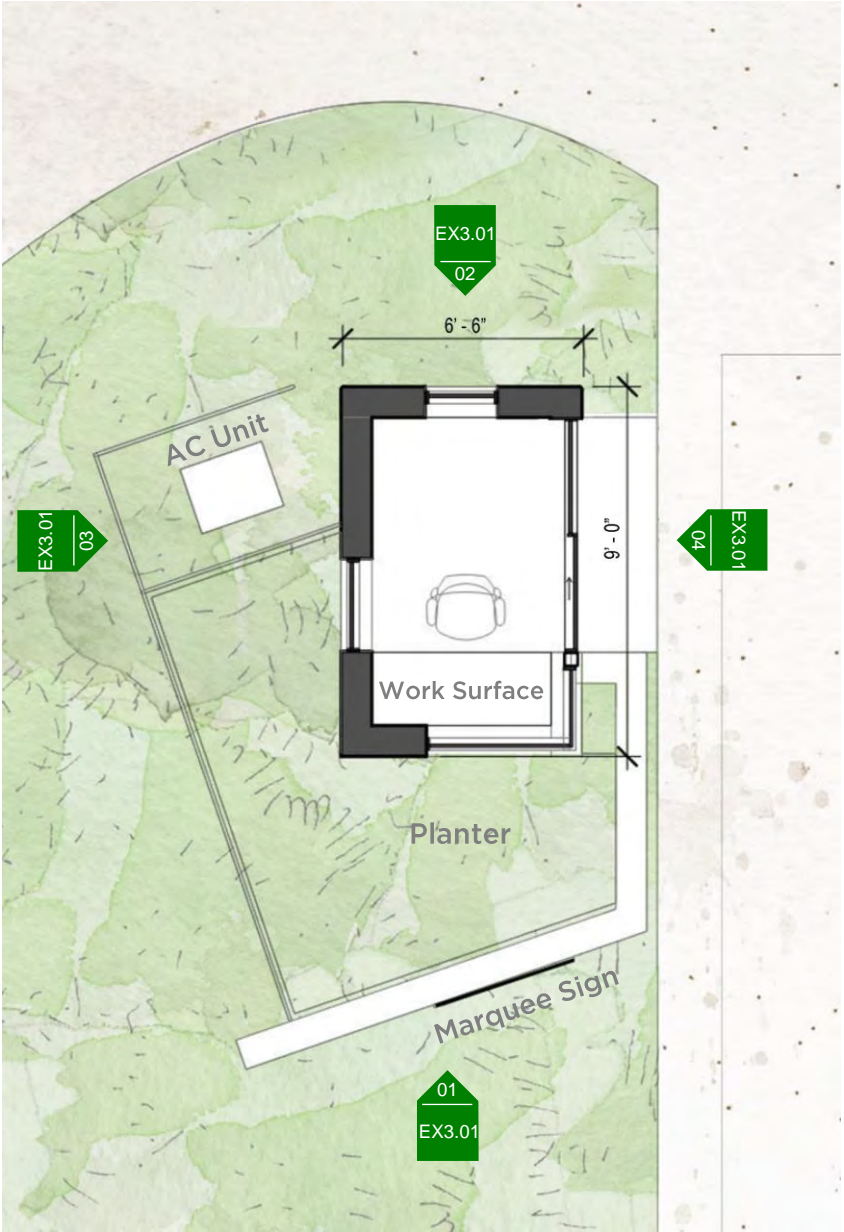 EX3.01
02
6' - 6"
AC Unit
EX3.01
03
9' - 0"
04
EX3.01
Work Surface
Planter
Marquee Sign
01
EX3.01